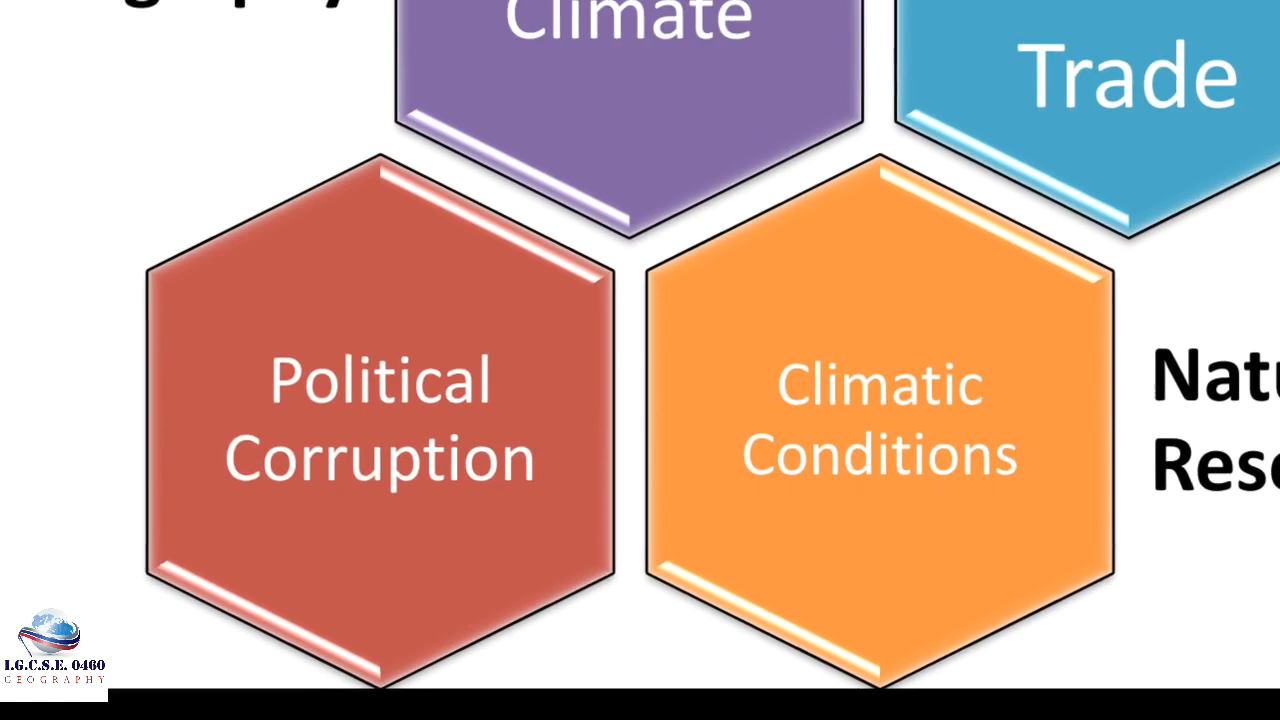 Climate
Trade
Political
Corruption
Climatic
Conditions
I.G.C.S.E. 0460
GEOGRAPHY